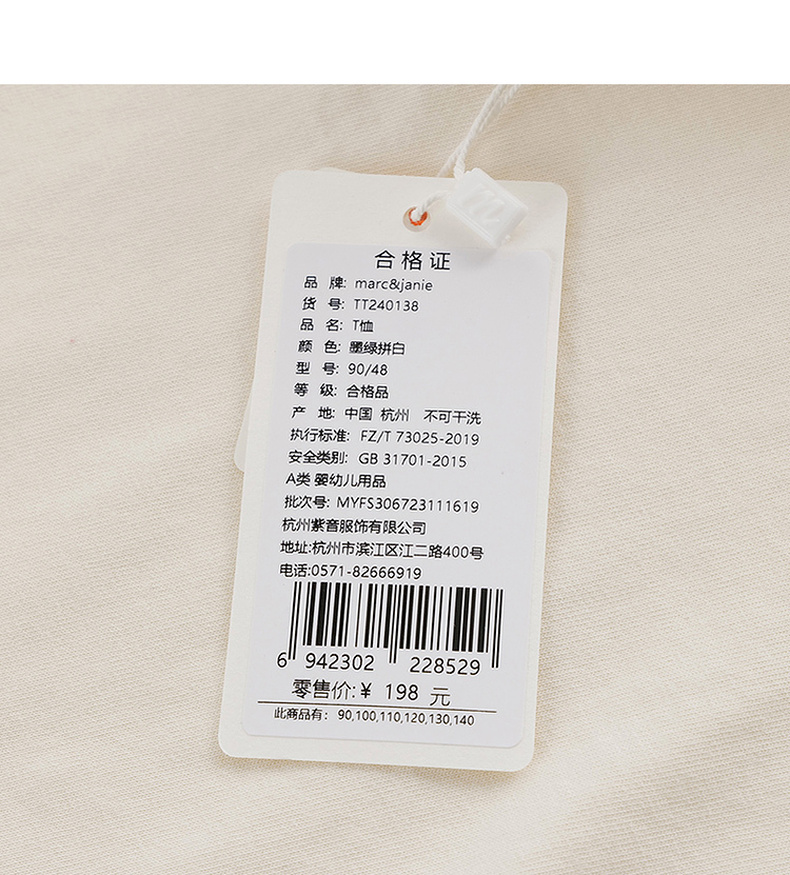 合格证
品 牌: marc&janie
货 号: TT240138
品 名: T恤
颜 色: 墨绿拼白
型 号: 90/48
等 级: 合格品
产 地: 中国 杭州 不可干洗
执行标准: FZ/T 73025-2019
安全类别: GB 31701-2015
A类 婴幼儿用品
批次号: MYFS306723111619
杭州紫音服饰有限公司
地址:杭州市滨江区江二路400号
电话:0571-82666919
6 942302 228529
零售价:¥ 198 元
此商品有: 90,100,110,120,130,140
m